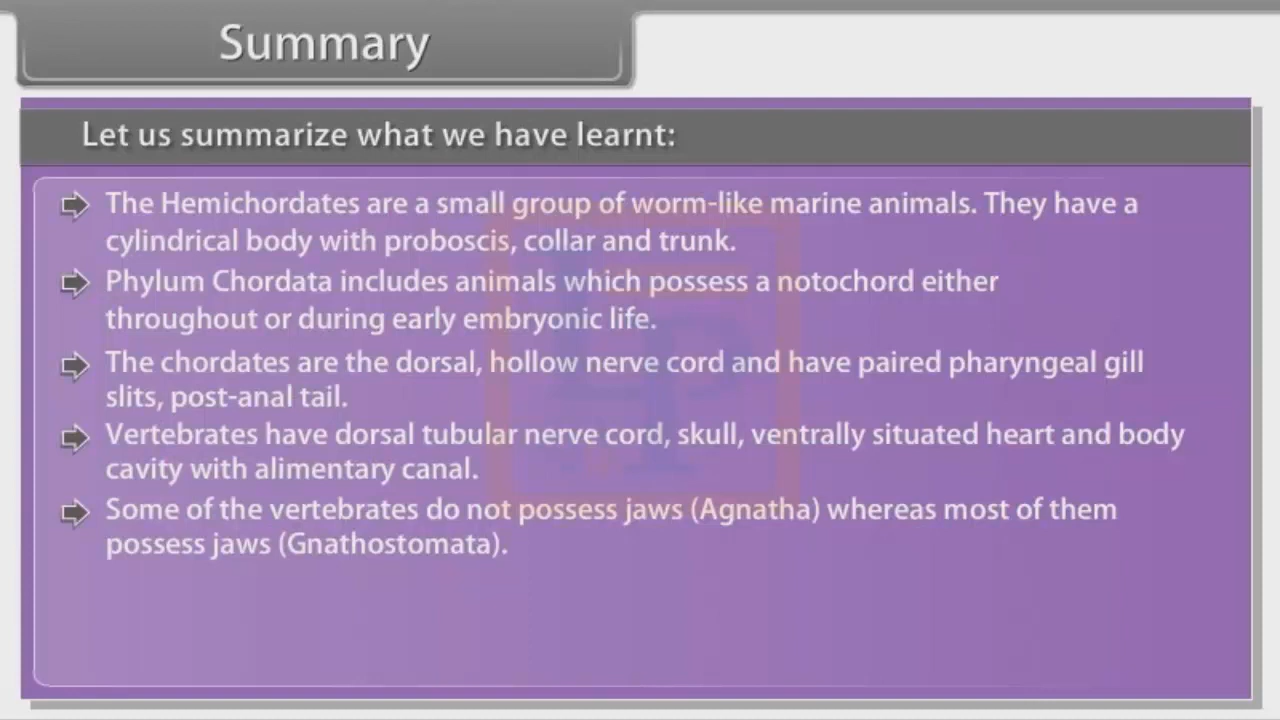 Summary
Let us summarize what we have learnt:
The Hemichordates are a small group of worm-like marine animals. They have a
cylindrical body with proboscis, collar and trunk.
Phylum Chordata includes animals which possess a notochord either
throughout or during early embryonic life.
The chordates are the dorsal, hollow nerve cord and have paired pharyngeal gill
slits, post-anal tail.
Vertebrates have dorsal tubular nerve cord, skull, ventrally situated heart and body
cavity with alimentary canal.
Some of the vertebrates do not possess jaws (Agnatha) whereas most of them
possess jaws (Gnathostomata).